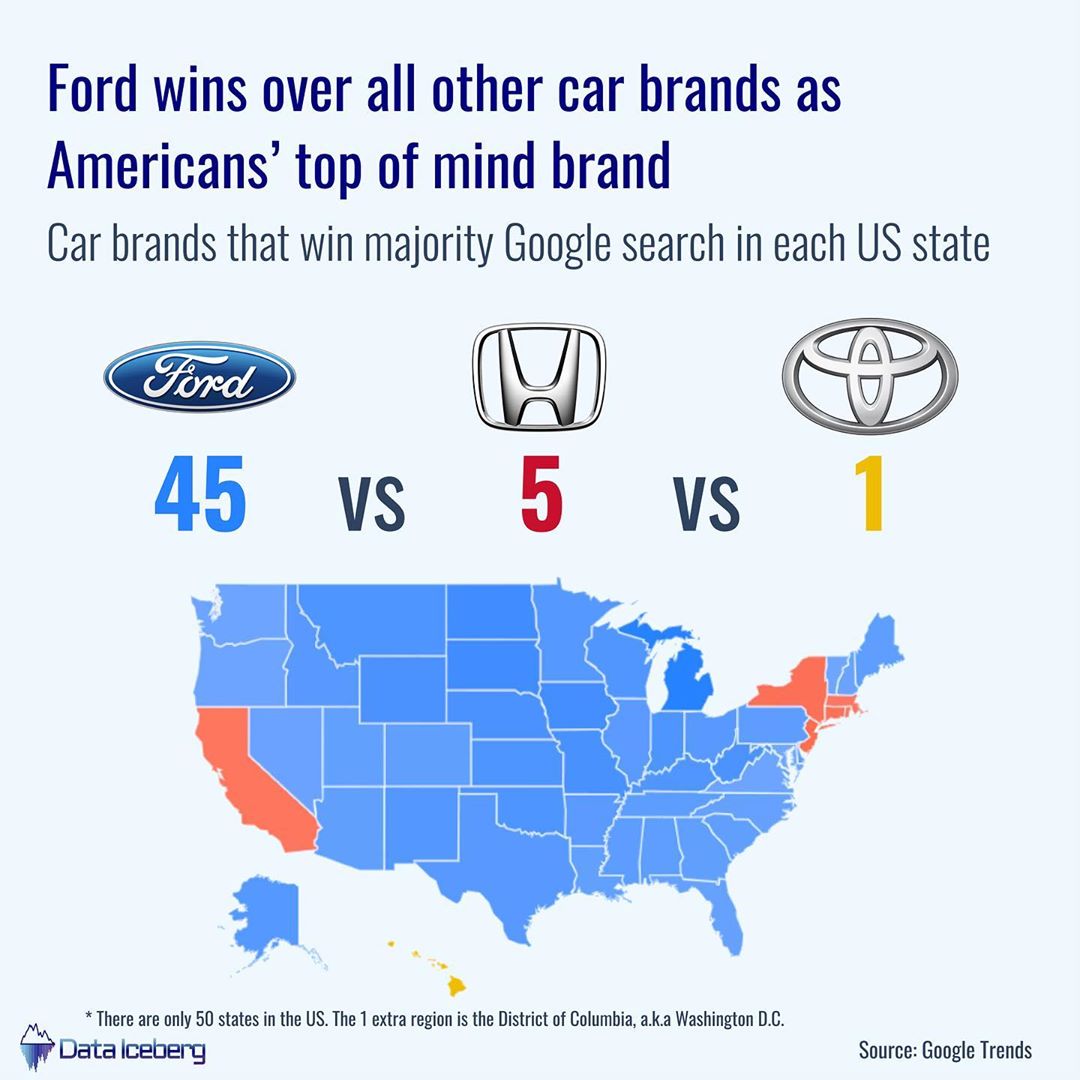 Ford wins over all other car brands as
Americans’ top of mind brand
Car brands that win majority Google search in each US state
Ford
45 vs 5 vs 1
* There are only 50 states in the US. The 1 extra region is the District of Columbia, a.k.a Washington D.C.
Data Iceberg
Source: Google Trends